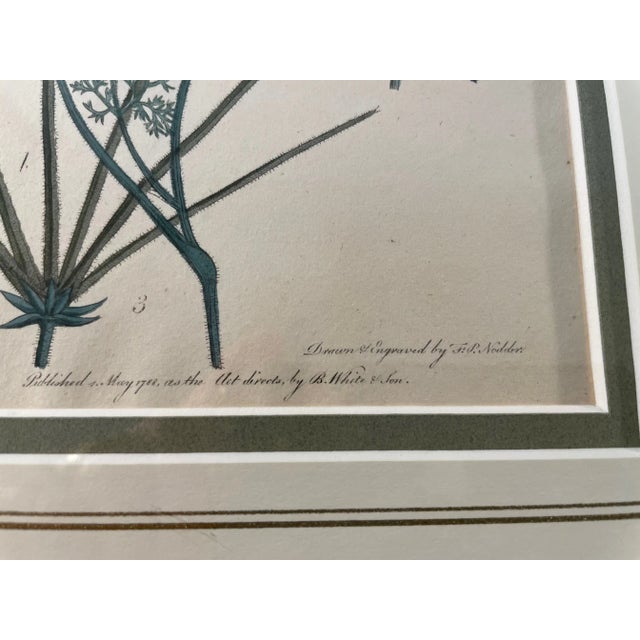 1.
3
Drawn & Engraved by F. P. Nodder.
Published 1. May 1788, as the Act directs, by B. White & Son.